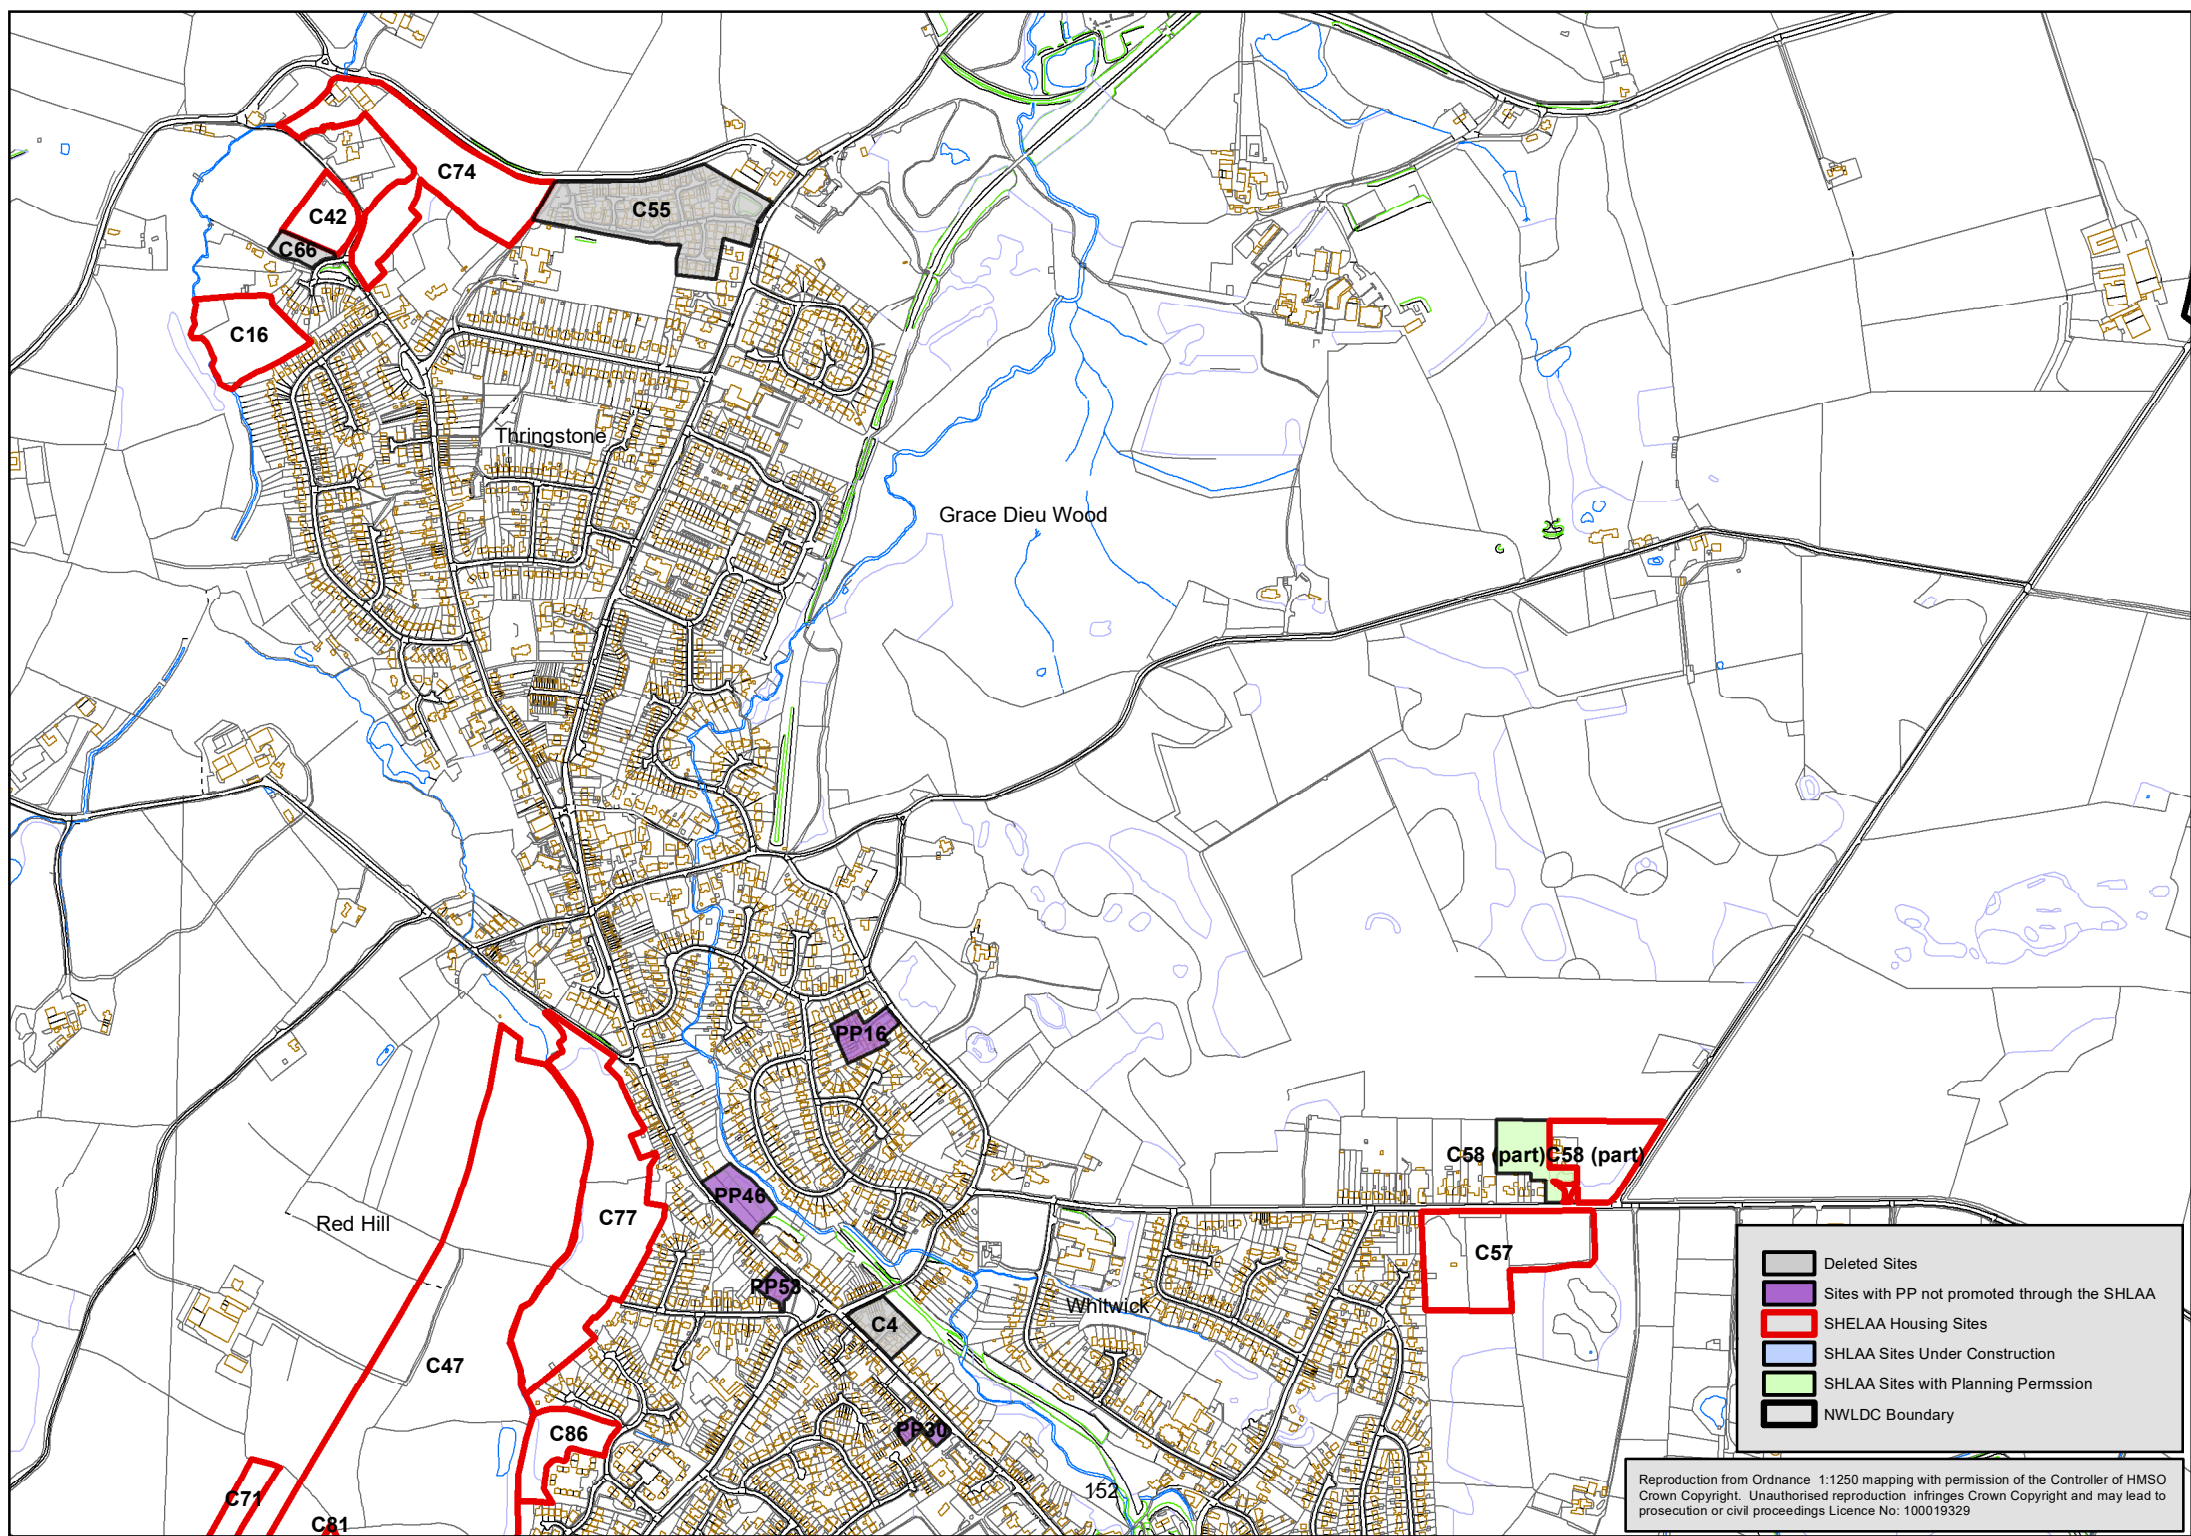 C74
C42
C55
C66
C16
Thringstone
Grace Dieu Wood
PP16
C58 (part)
C58 (part)
PP46
C77
Red Hill
C57
PP53
Whitwick
C4
C47
C86
PP30
C71
152
C81
Deleted Sites
Sites with PP not promoted through the SHLAA
SHELAA Housing Sites
SHLAA Sites Under Construction
SHLAA Sites with Planning Permssion
NWLDC Boundary
Reproduction from Ordnance 1:1250 mapping with permission of the Controller of HMSO
Crown Copyright. Unauthorised reproduction infringes Crown Copyright and may lead to
prosecution or civil proceedings Licence No: 100019329